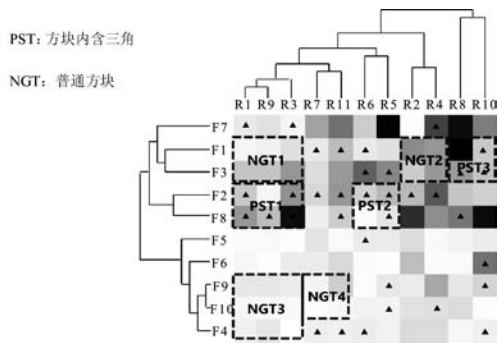 PST：方块内含三角
NGT：普通方块
R1 R9 R3 R7 R11 R6 R5 R2 R4 R8 R10
F7
F1
NGT1 NGT2
PST3
F3
F2
PST1 PST2
F8
F5
F6
F9
NGT3 NGT4
F10
F4